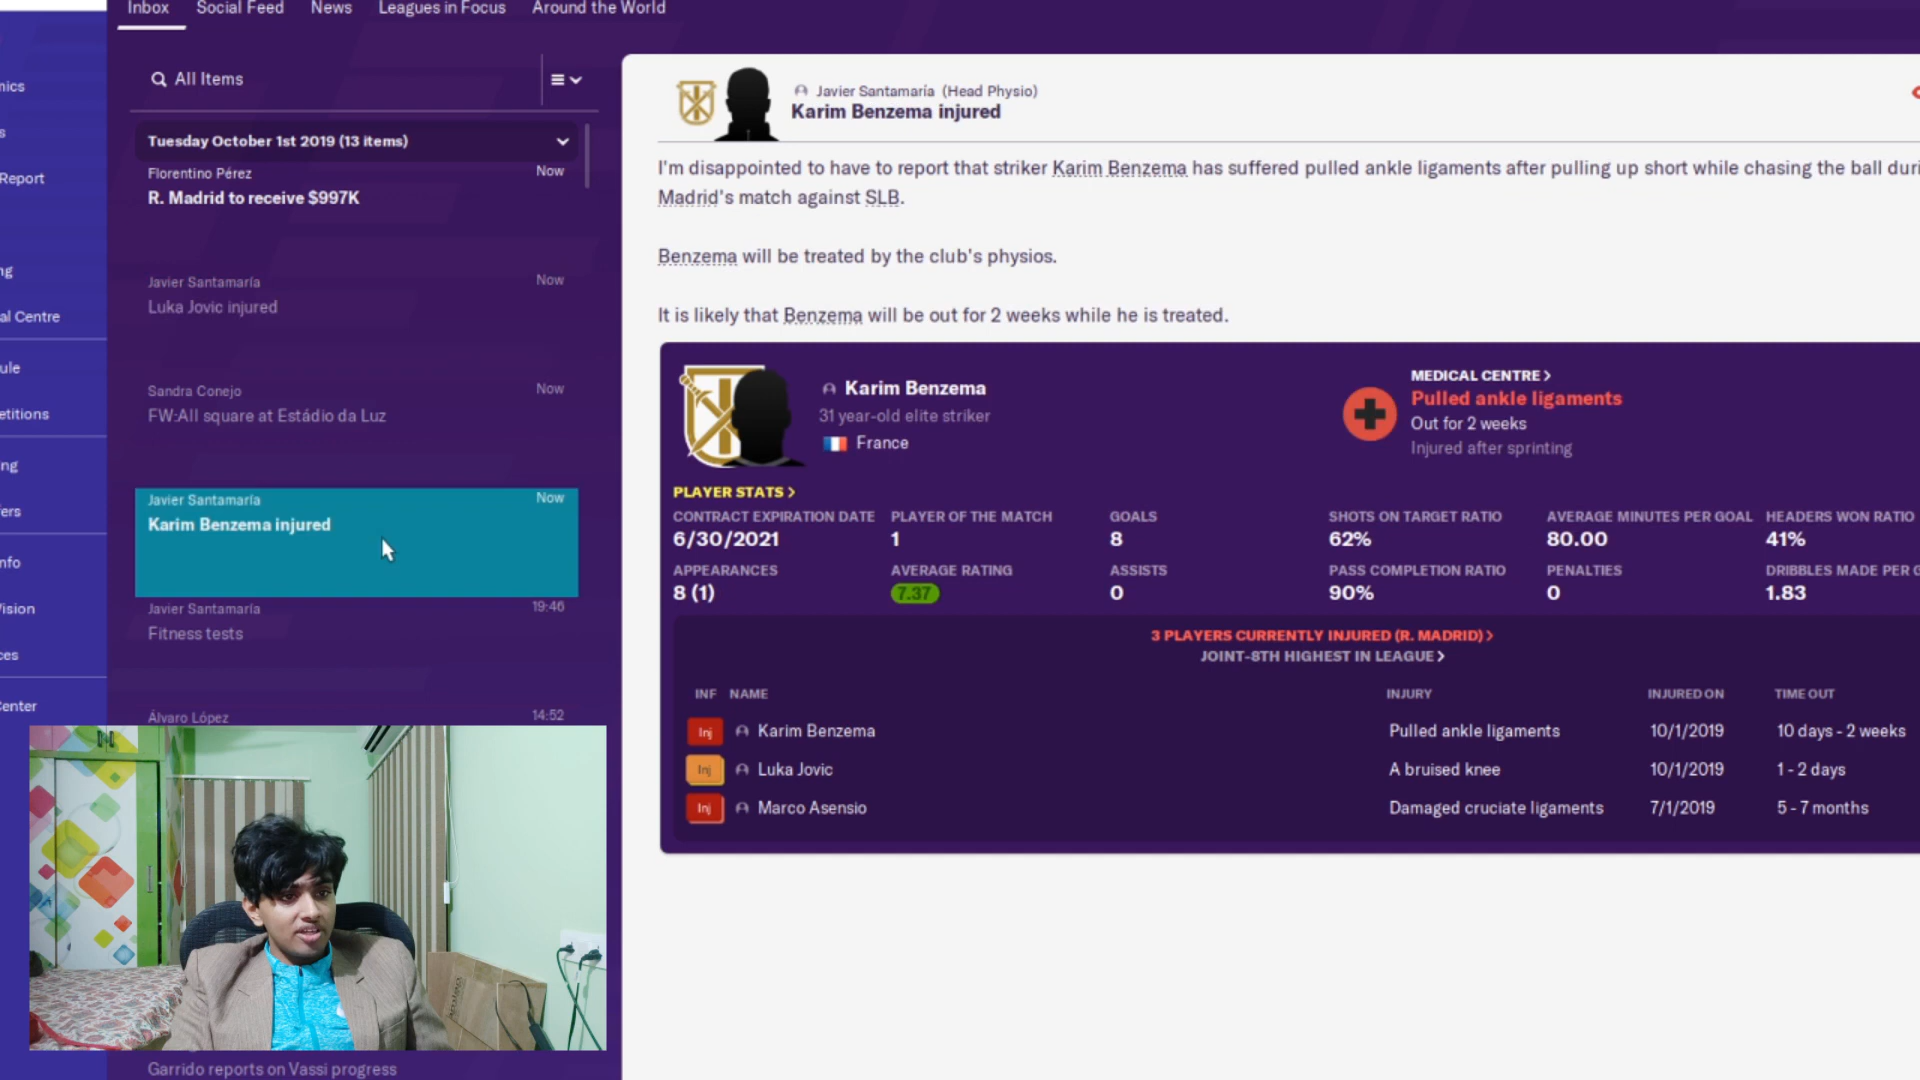 Inbox Social Feed News Leagues in Focus Around the World
mics
s
Report
ng
al Centre
ule
etitions
ng
ers
nfo
ision
ces
enter
All Items
Tuesday October 1st 2019 (13 items)
Florentino Pérez Now
R. Madrid to receive $997K
Javier Santamaría Now
Luka Jovic injured
Sandra Conejo Now
FW:All square at Estádio da Luz
Javier Santamaría Now
Karim Benzema injured
Javier Santamaría 19:46
Fitness tests
Álvaro López 14:52
Garrido reports on Vassi progress
Javier Santamaría (Head Physio)
Karim Benzema injured
I'm disappointed to have to report that striker Karim Benzema has suffered pulled ankle ligaments after pulling up short while chasing the ball duri
Madrid's match against SLB.
Benzema will be treated by the club's physios.
It is likely that Benzema will be out for 2 weeks while he is treated.
Karim Benzema
31 year-old elite striker
France
MEDICAL CENTRE >
Pulled ankle ligaments
Out for 2 weeks
Injured after sprinting
PLAYER STATS >
CONTRACT EXPIRATION DATE PLAYER OF THE MATCH GOALS SHOTS ON TARGET RATIO AVERAGE MINUTES PER GOAL HEADERS WON RATIO
6/30/2021 1 8 62% 80.00 41%
APPEARANCES AVERAGE RATING ASSISTS PASS COMPLETION RATIO PENALTIES DRIBBLES MADE PER G
8 (1) 7.37 0 90% 0 1.83
3 PLAYERS CURRENTLY INJURED (R. MADRID) >
JOINT-8TH HIGHEST IN LEAGUE >
INF NAME INJURY INJURED ON TIME OUT
Inj Karim Benzema Pulled ankle ligaments 10/1/2019 10 days - 2 weeks
Inj Luka Jovic A bruised knee 10/1/2019 1 - 2 days
Inj Marco Asensio Damaged cruciate ligaments 7/1/2019 5 - 7 months